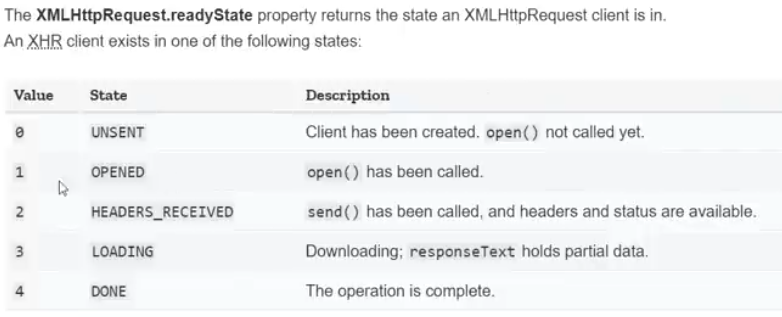 The XMLHttpRequest.readyState property returns the state an XMLHttpRequest client is in.
An XHR client exists in one of the following states:
Value State Description
0 UNSENT Client has been created. open() not called yet.
1 OPENED open() has been called.
2 HEADERS_RECEIVED send() has been called, and headers and status are available.
3 LOADING Downloading; responseText holds partial data.
4 DONE The operation is complete.